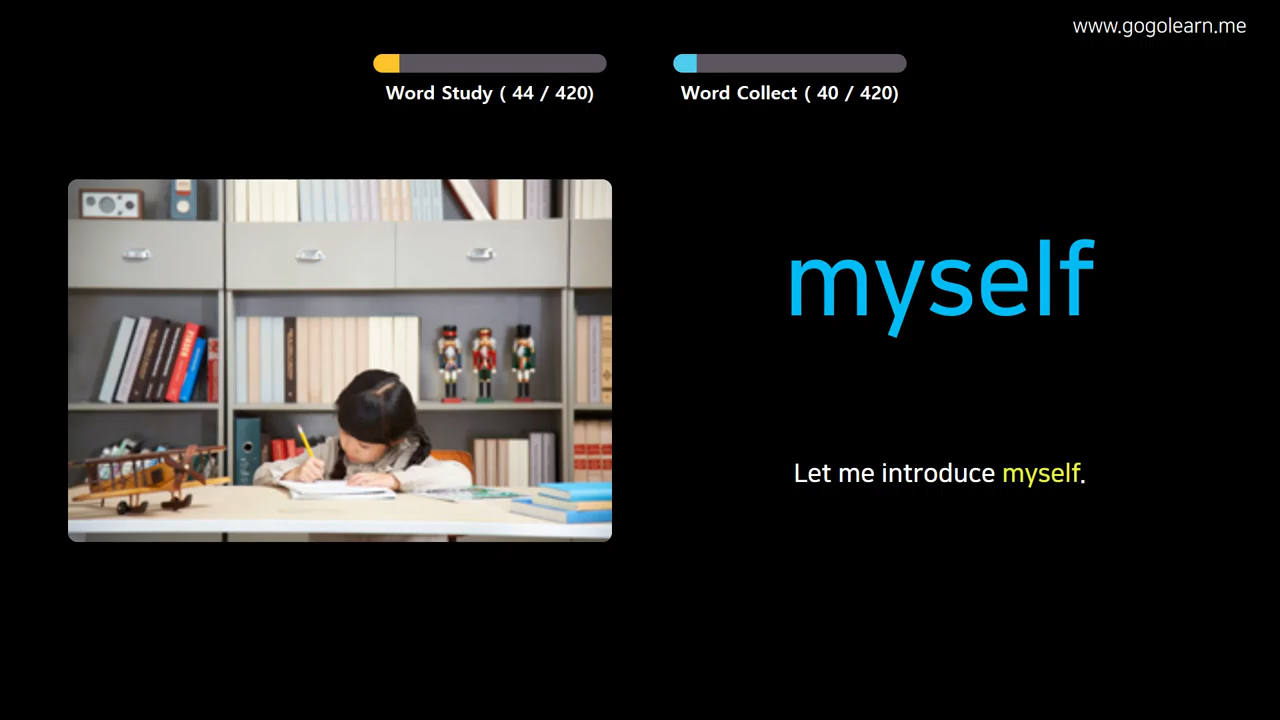 www.gogolearn.me
Word Study ( 44 / 420)
Word Collect ( 40 / 420)
myself
Let me introduce myself.